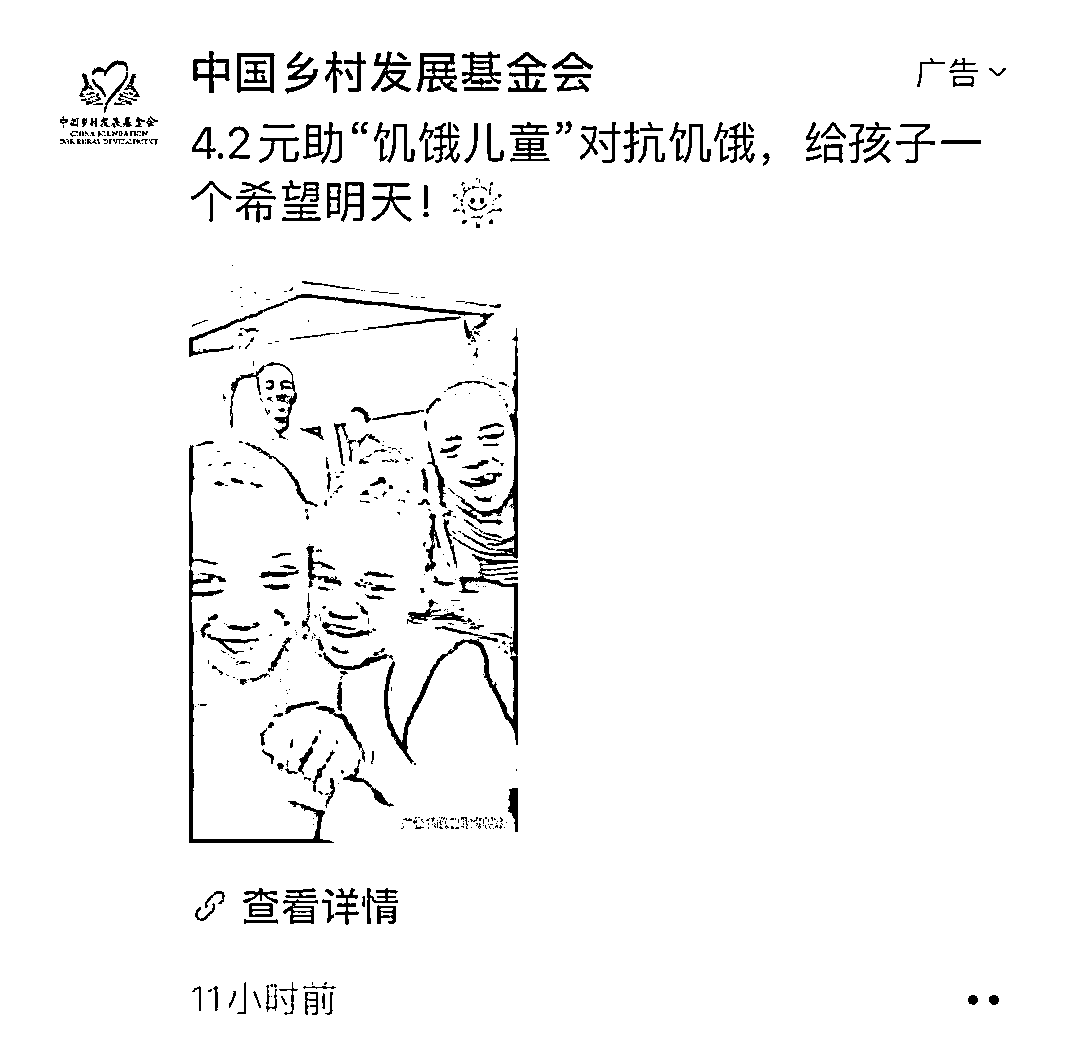 中国乡村发展基金会
广告
4.2元助“饥饿儿童”对抗饥饿，给孩子一
个希望明天！
中国乡村发展基金会
CHINA FOUNDATION
FOR RURAL DEVELOPMENT
查看详情
11小时前